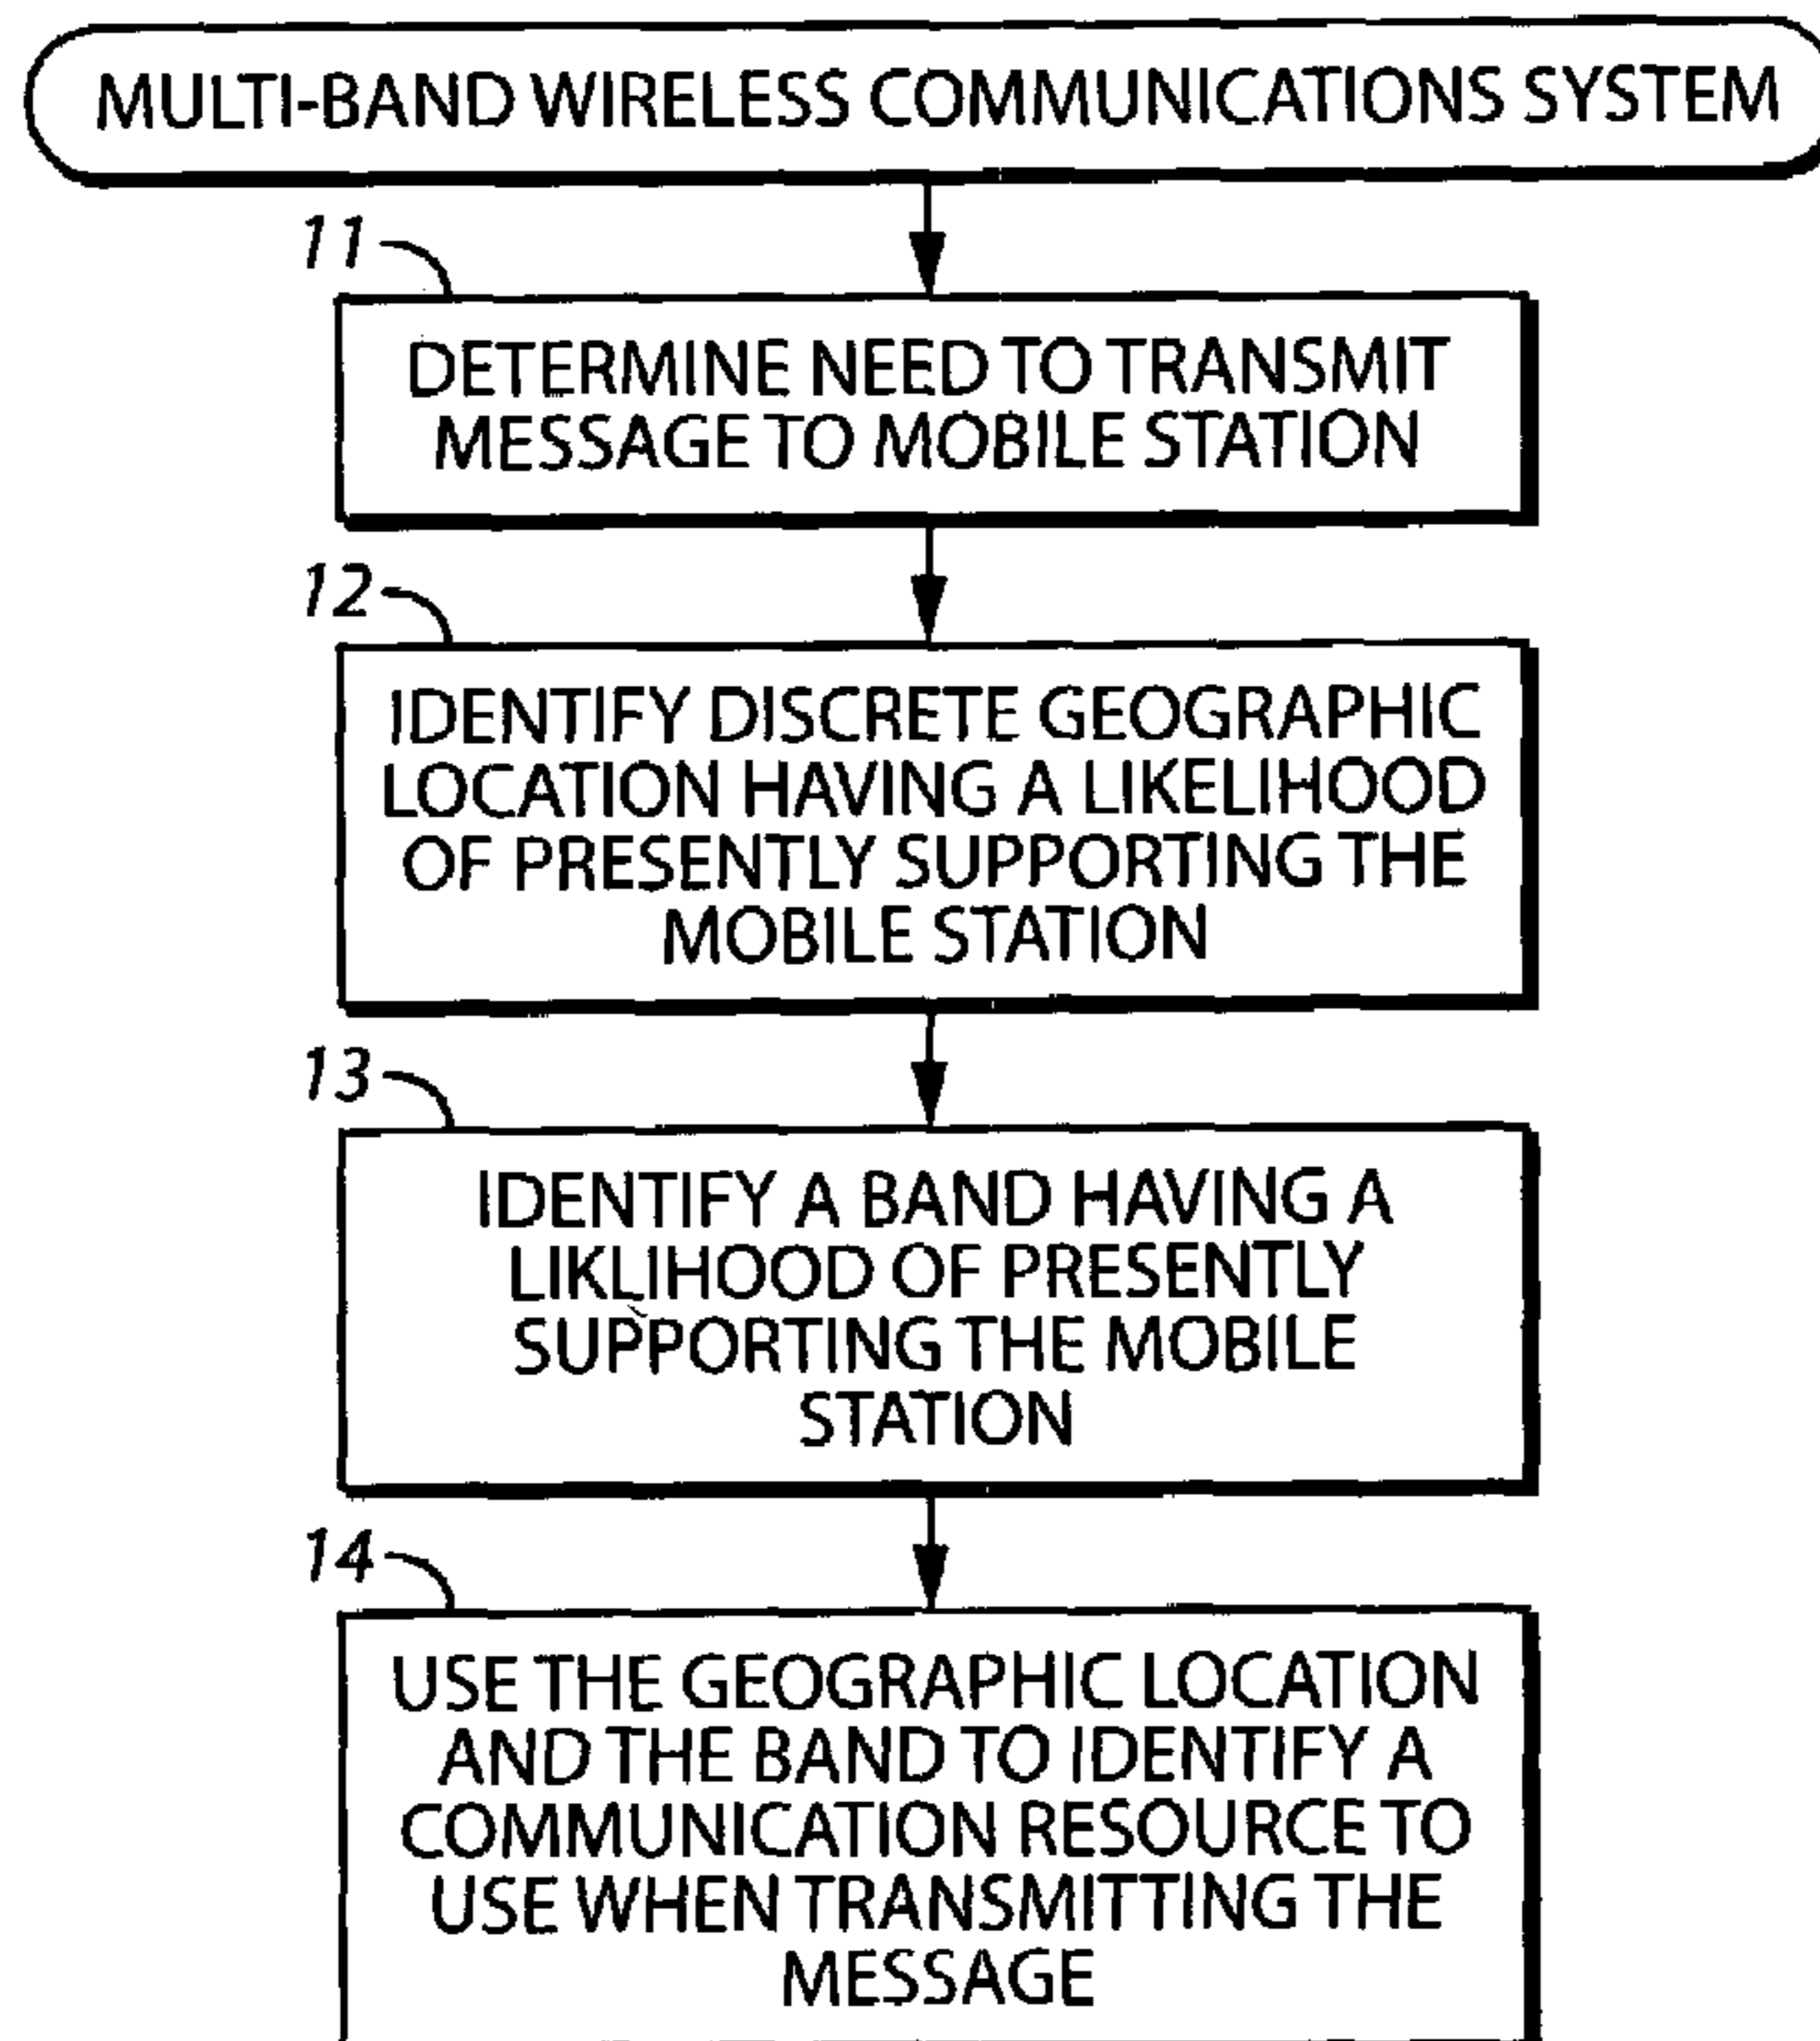 MULTI-BAND WIRELESS COMMUNICATIONS SYSTEM
11
DETERMINE NEED TO TRANSMIT
MESSAGE TO MOBILE STATION
12
IDENTIFY DISCRETE GEOGRAPHIC
LOCATION HAVING A LIKELIHOOD
OF PRESENTLY SUPPORTING THE
MOBILE STATION
13
IDENTIFY A BAND HAVING A
LIKLIHOOD OF PRESENTLY
SUPPORTING THE MOBILE
STATION
14
USE THE GEOGRAPHIC LOCATION
AND THE BAND TO IDENTIFY A
COMMUNICATION RESOURCE TO
USE WHEN TRANSMITTING THE
MESSAGE